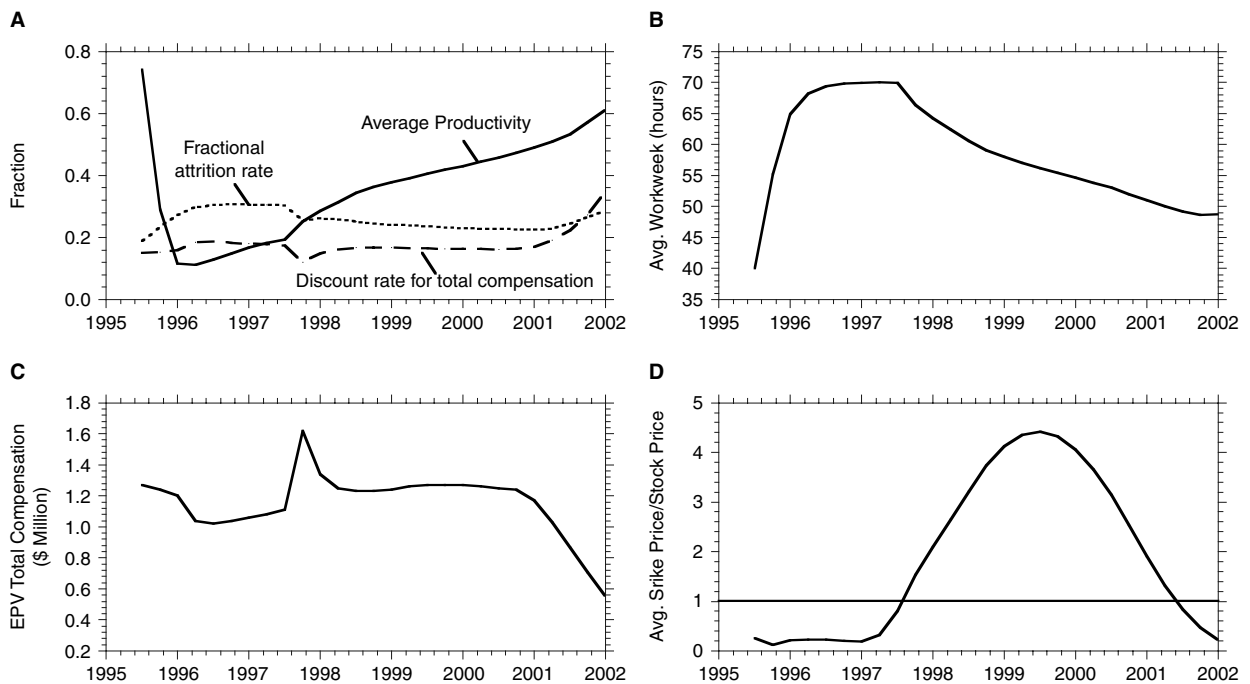 A
0.8
0.6
0.4
0.2
0.0
Fraction
Average Productivity
Fractional
attrition rate
Discount rate for total compensation
1995 1996 1997 1998 1999 2000 2001 2002
B
75
70
65
60
55
50
45
40
35
Avg. Workweek (hours)
1995 1996 1997 1998 1999 2000 2001 2002
C
1.8
1.6
1.4
1.2
1.0
0.8
0.6
0.4
0.2
EPV Total Compensation
($ Million)
1995 1996 1997 1998 1999 2000 2001 2002
D
5
4
3
2
1
0
Avg. Srike Price/Stock Price
1995 1996 1997 1998 1999 2000 2001 2002